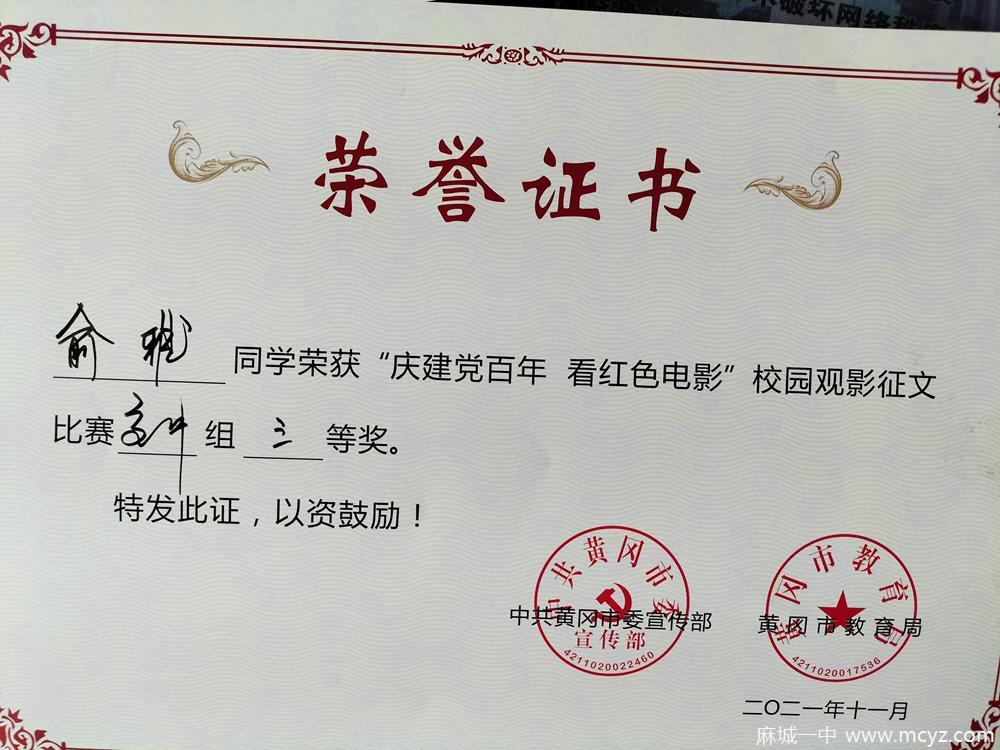 荣誉证书
俞雅 同学荣获“庆建党百年 看红色电影”校园观影征文
比赛高中组 三 等奖。
特发此证，以资鼓励！
中共黄冈市委
宣传部
4211020022460
中共黄冈市委宣传部
黄冈市教育局
4211020017536
黄冈市教育局
二〇二一年十一月
麻城一中 www.mcyz.com